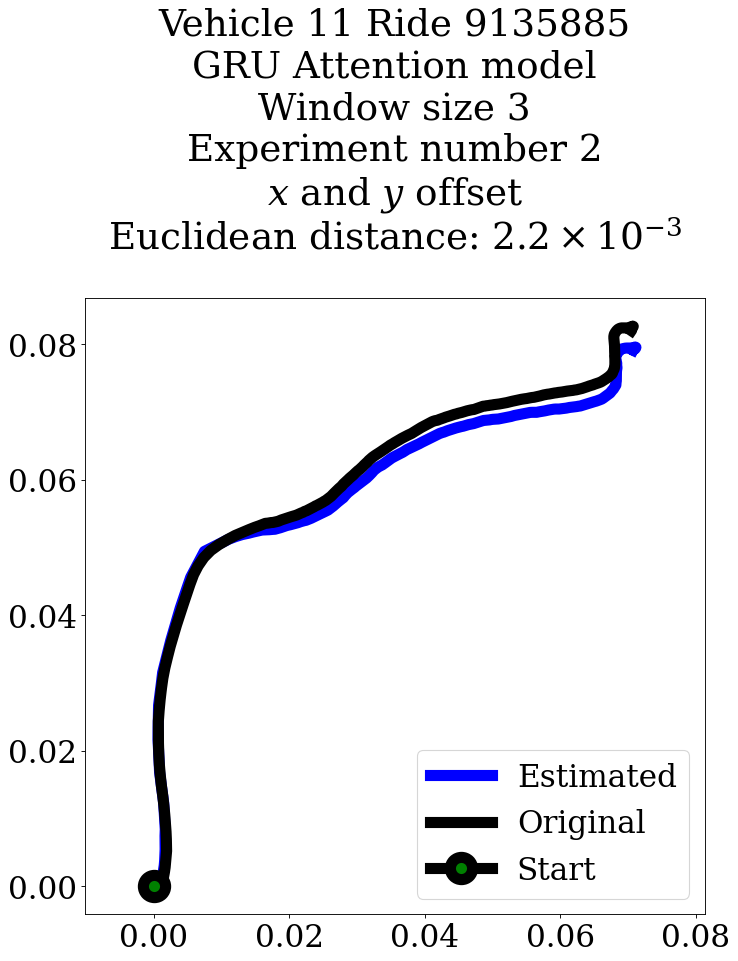 Vehicle 11 Ride 9135885
GRU Attention model
Window size 3
Experiment number 2
x and y offset
Euclidean distance: 2.2 × 10⁻³
0.08
0.06
0.04
0.02
0.00
Estimated
Original
Start
0.00 0.02 0.04 0.06 0.08